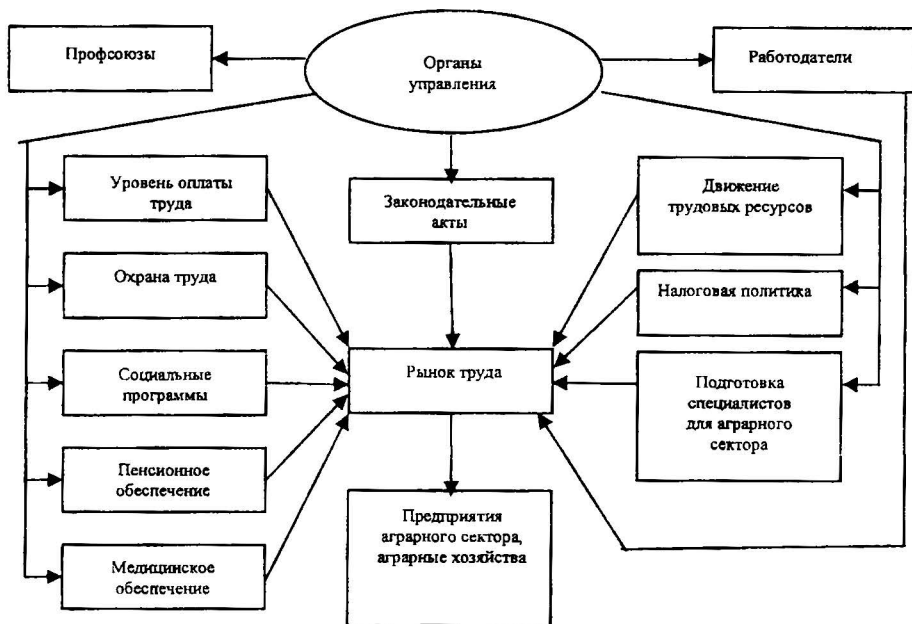 Профсоюзы
Органы
управления
Работодатели
Уровень оплаты
труда
Законодательные
акты
Движение
трудовых ресурсов
Охрана труда
Налоговая политика
Социальные
программы
Рынок труда
Подготовка
специалистов
для аграрного
сектора
Пенсионное
обеспечение
Предприятия
аграрного сектора,
аграрные хозяйства
Медицинское
обеспечение